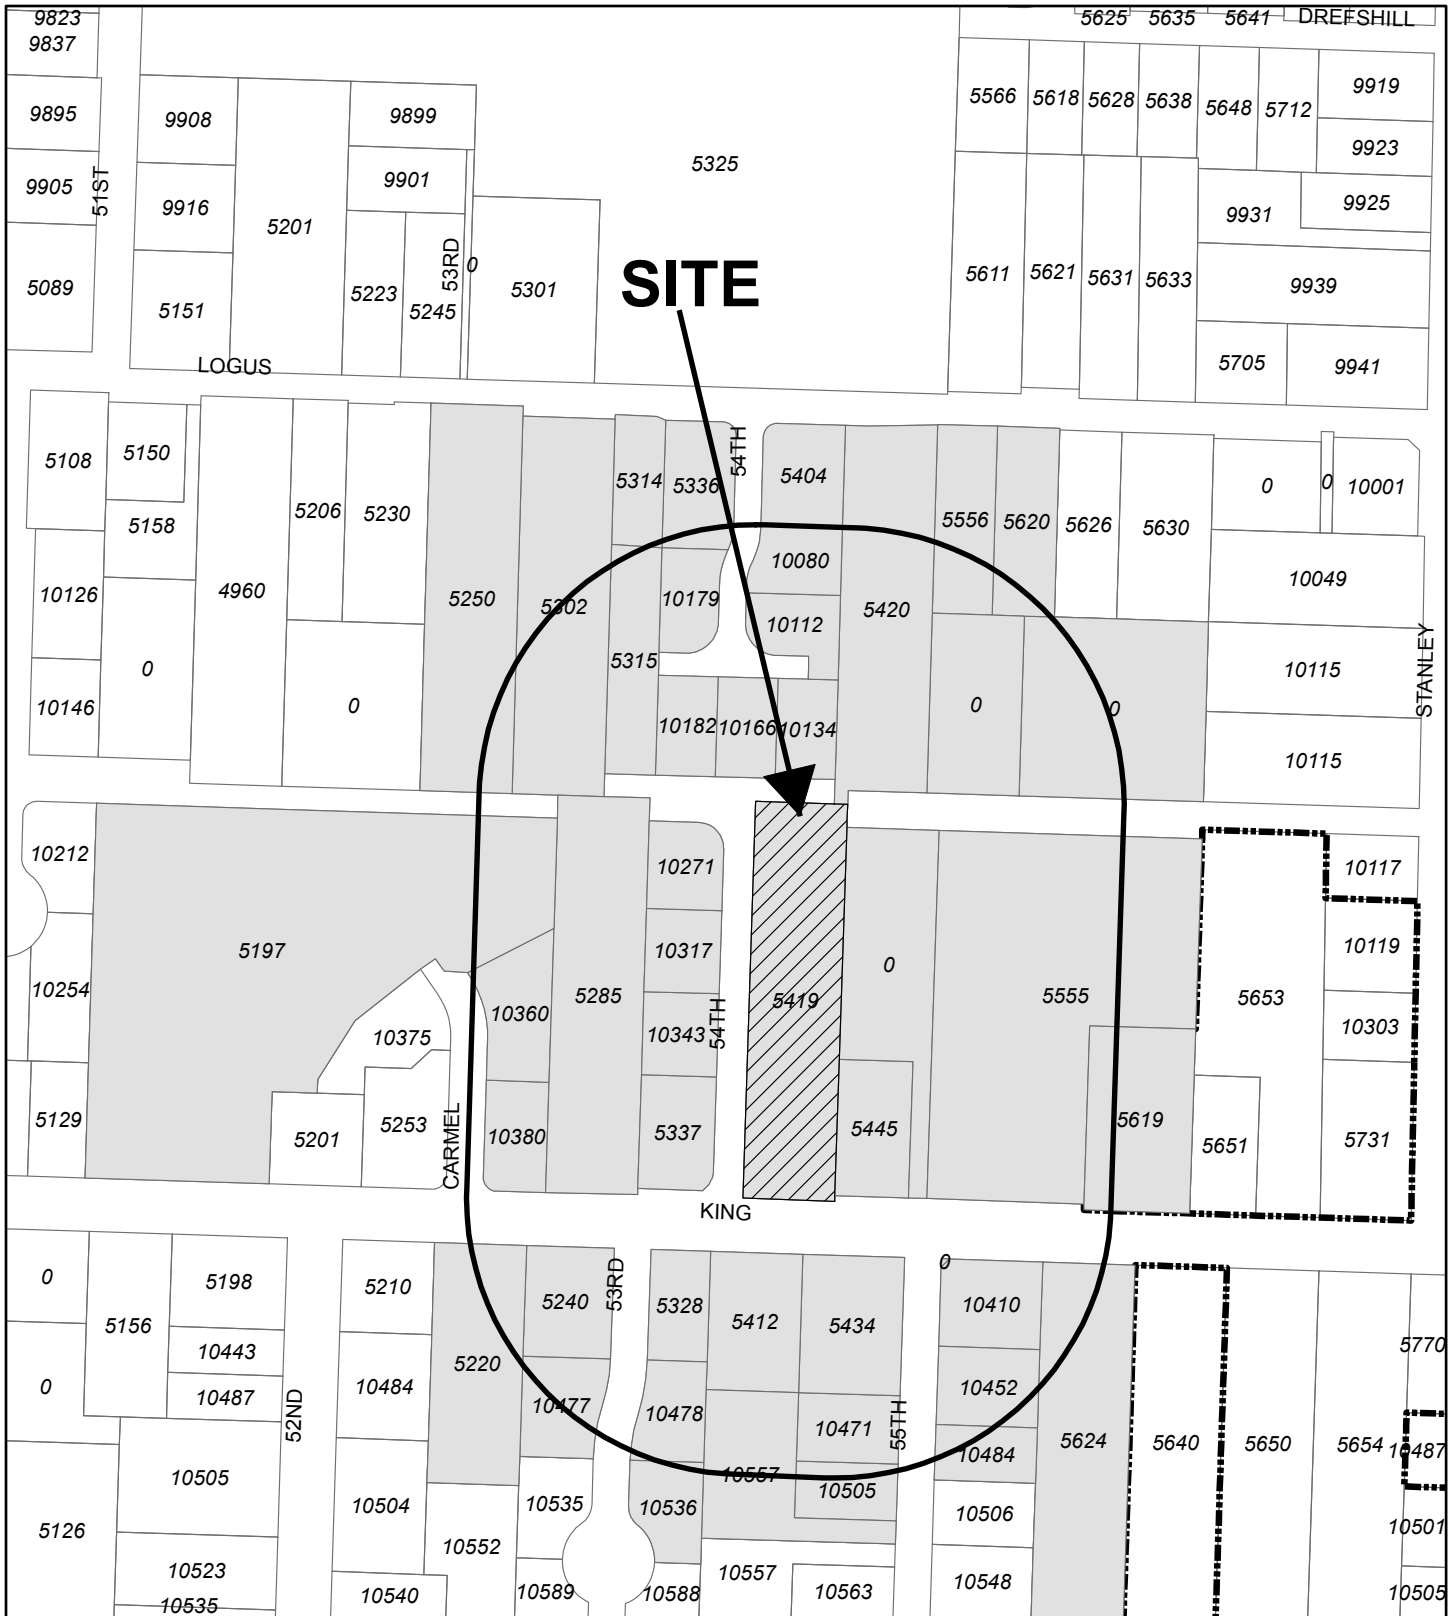 9823
5625 5635 5641 DREFSHILL
9837
9895 9908 9899 5566 5618 5628 5638 5648 5712 9919
9923
9905 51ST 9916 5201 9901 5325 9931 9925
5089 5151 5223 5245 53RD 0 5301 SITE 5611 5621 5631 5633 9939
LOGUS 5705 9941
5108 5150 5206 5230 5314 5336 54TH 5404 5556 5620 5626 5630 0 0 10001
5158
10126 4960 5250 5302 10179 10080 5420 10049
10112
0 5315 10115 STANLEY
10146 0 10182 10166 10134 0 0
10115
10212 10271 10117
5197 10317 0 10119
10254 10360 5285 5419 5555 5653
10375 10343 54TH 10303
5129 5201 5253 CARMEL 10380 5337 5445 5619 5651 5731
KING
0 5198 5210 5240 53RD 5328 5412 5434 0 10410
5156 10443 5220 5770
0 10487 10484 10477 10478 10471 10452
52ND 55TH 10484 5624 5640 5650 5654 10487
10505 10504 10535 10536 10557 10505 10506
5126 10552 10501
10523 10540 10589 10588 10557 10563 10548 10505
10535